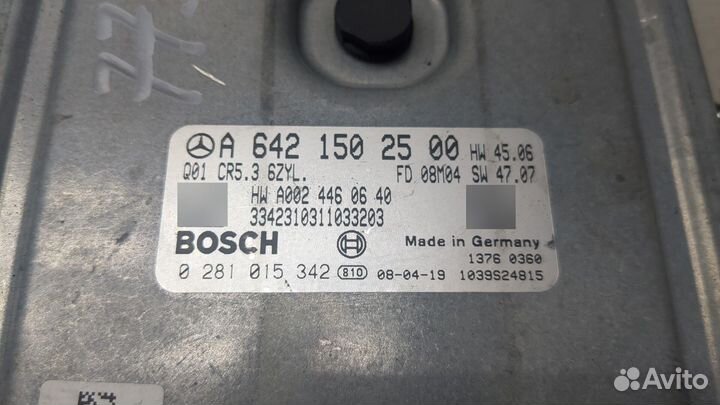 77
A 642 150 25 00 HW 45.06
Q01 CR5.3 6ZYL. FD 08M04 SW 47.07
HW A002 446 06 40
3342310311033203
BOSCH
Made in Germany
1376 0360
0 281 015 342 810 08-04-19 1039S24815
Avito